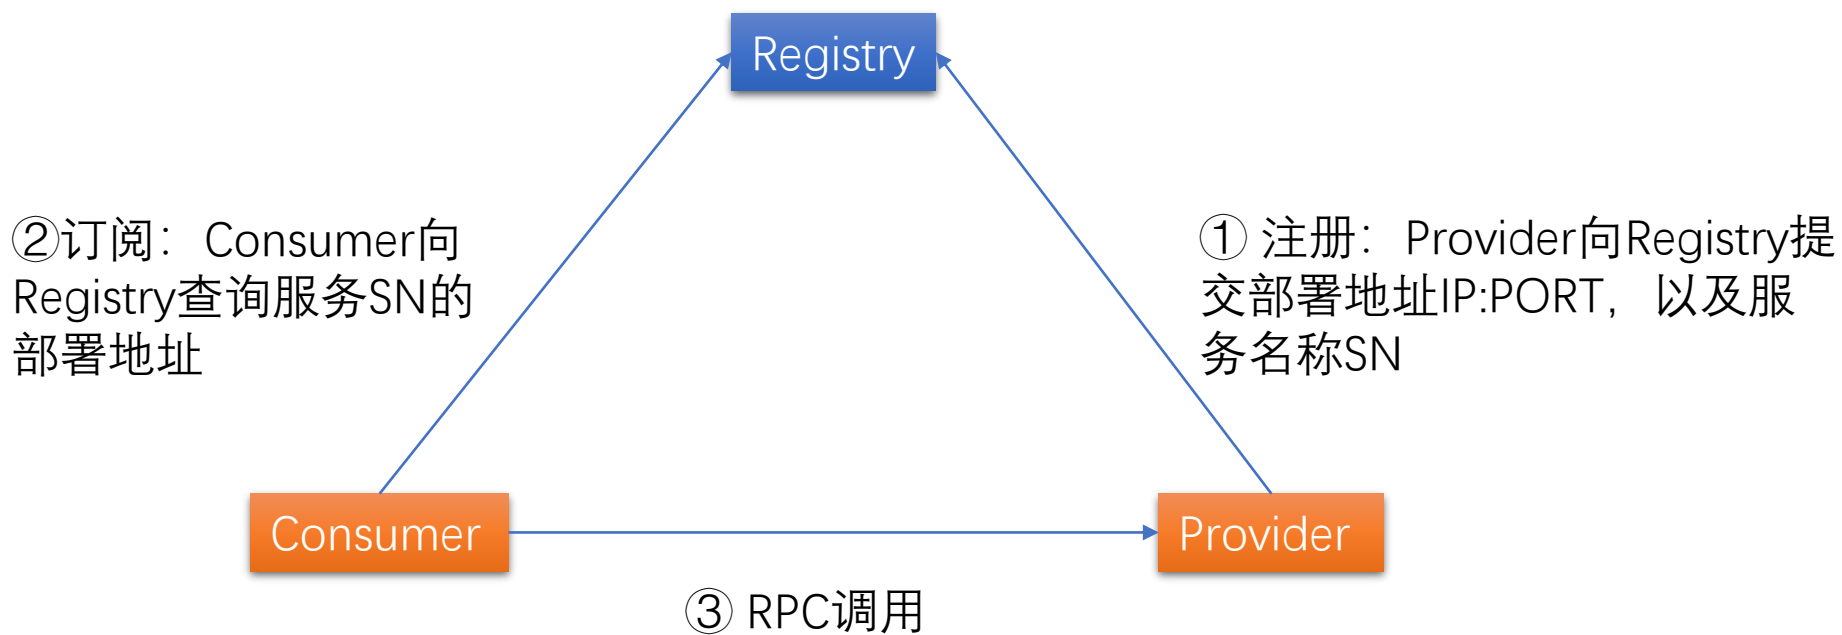 Registry
②订阅：Consumer向
Registry查询服务SN的
部署地址
① 注册：Provider向Registry提
交部署地址IP:PORT，以及服
务名称SN
Consumer
Provider
③ RPC调用